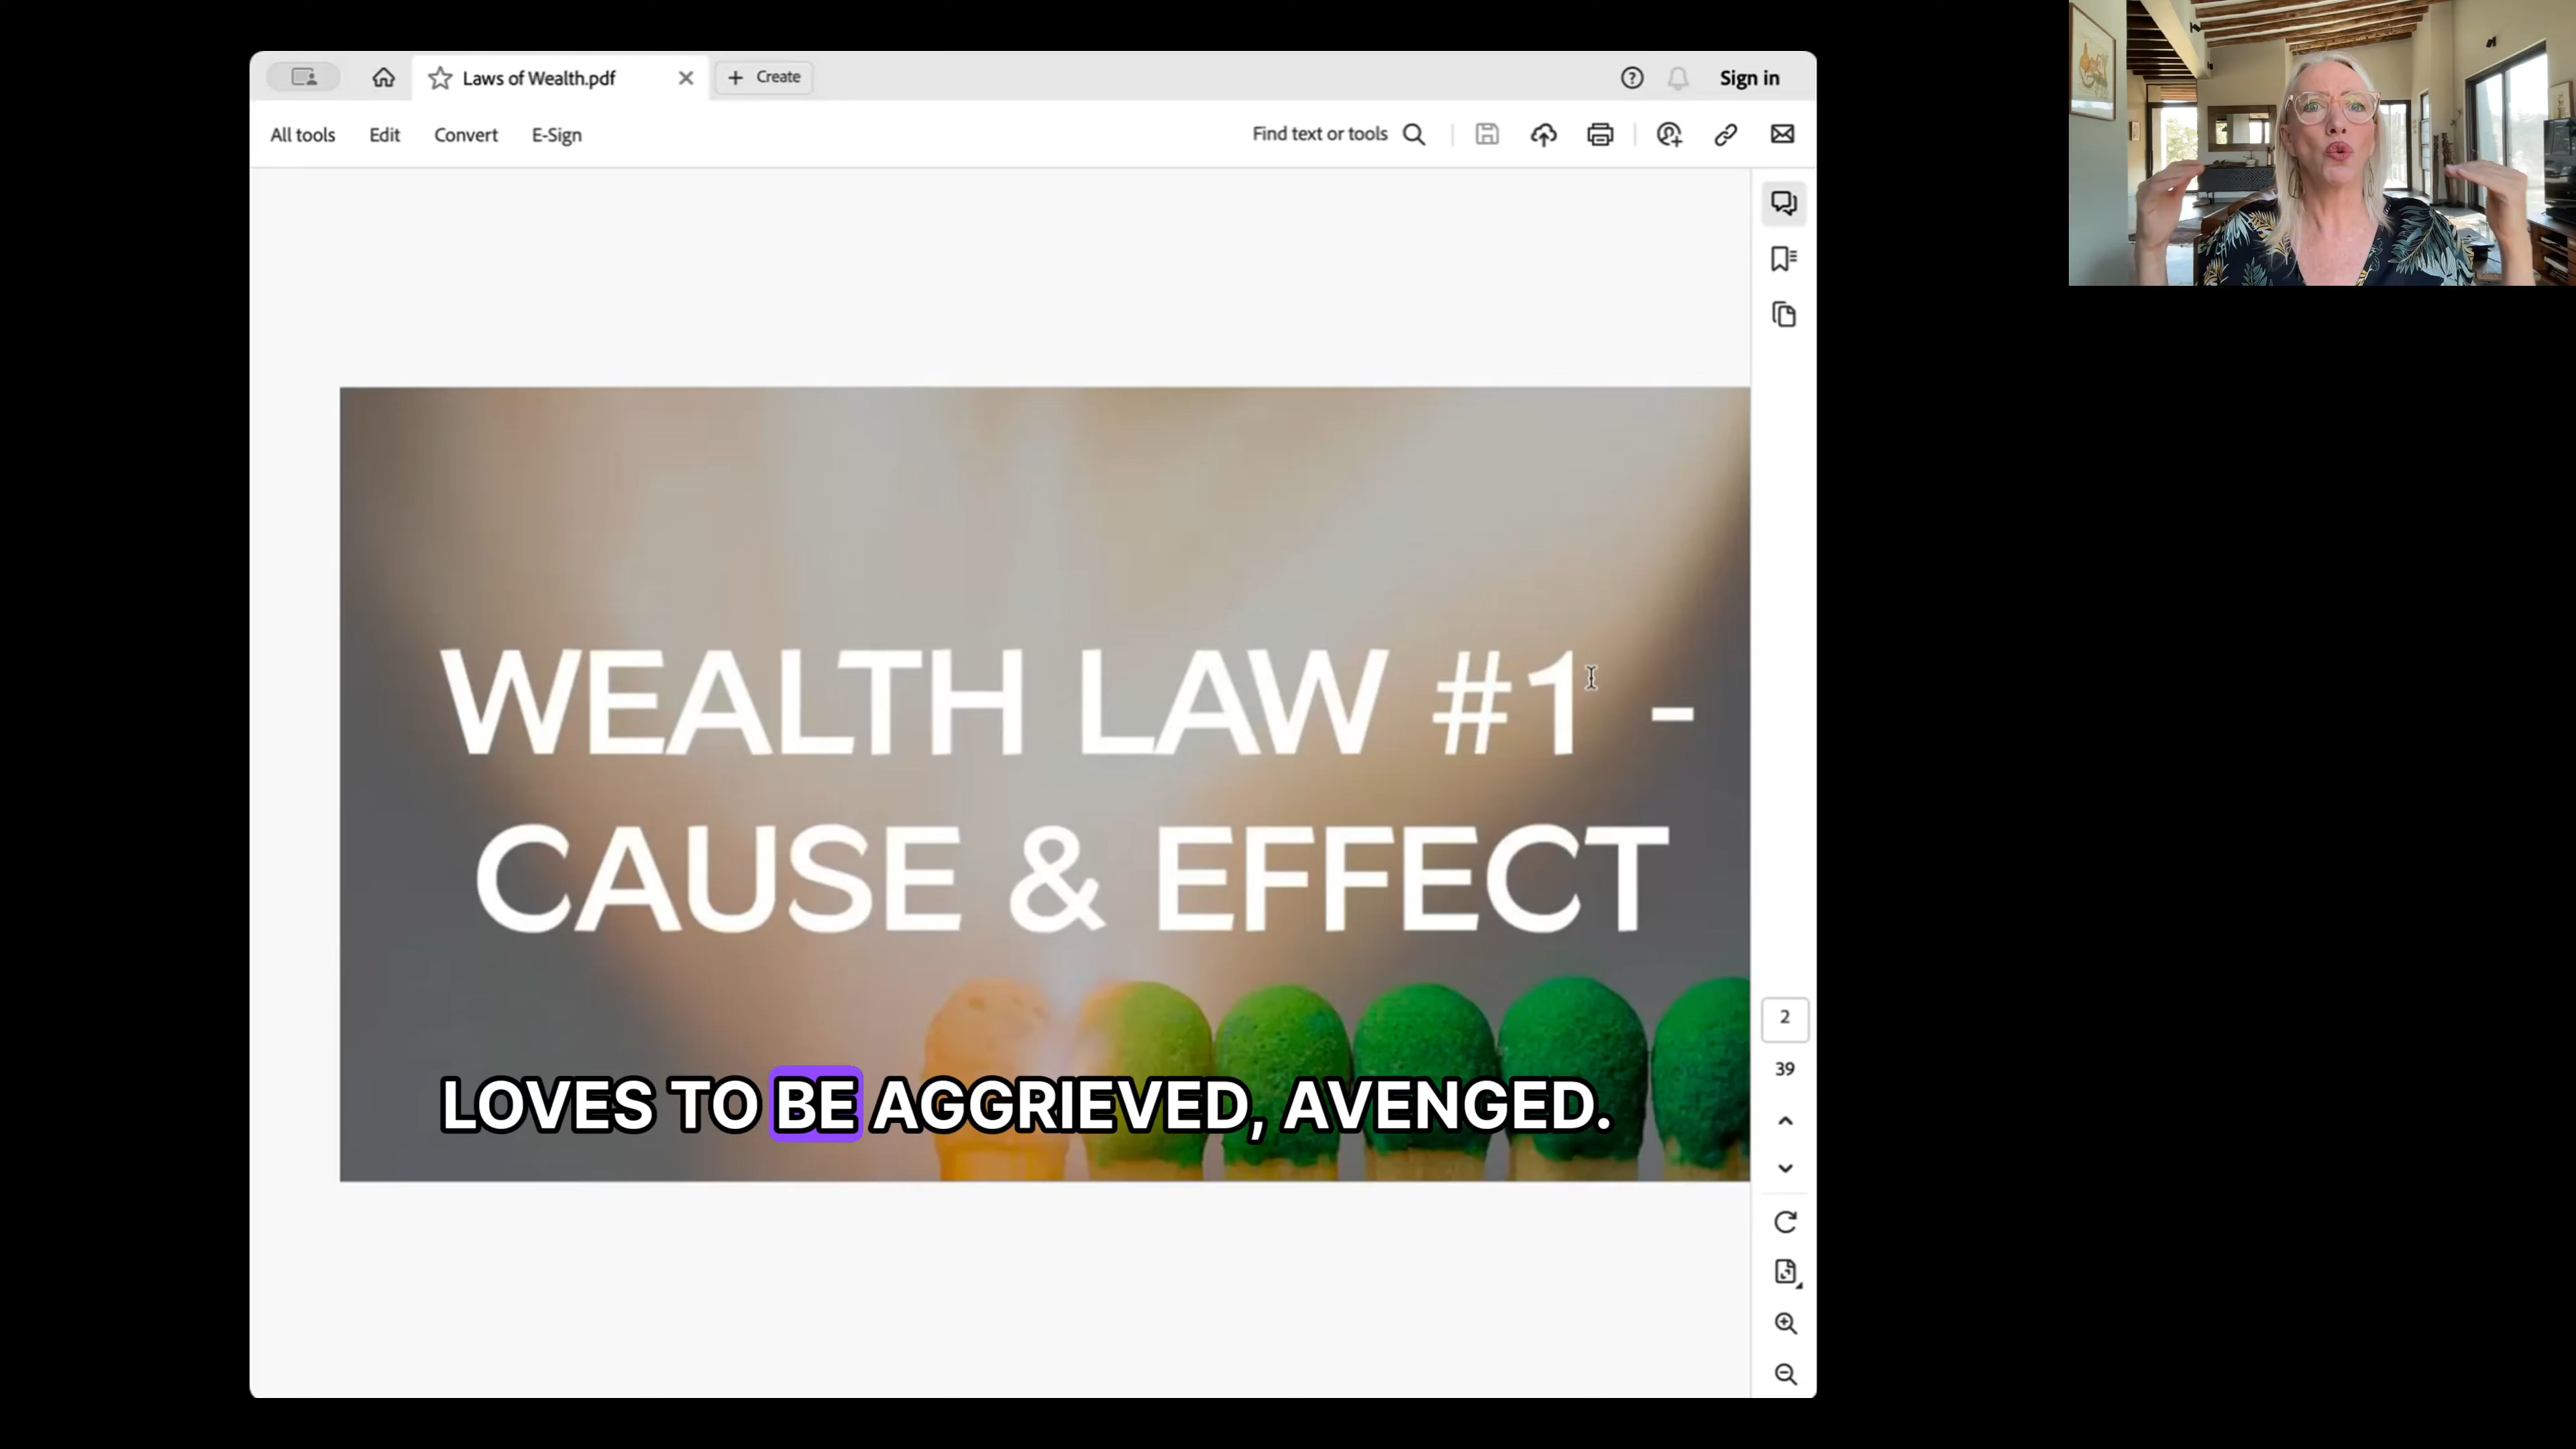 Laws of Wealth.pdf
Create
Sign in
All tools
Edit
Convert
E-Sign
Find text or tools
WEALTH LAW #1 -
CAUSE & EFFECT
LOVES TO BE AGGRIEVED, AVENGED.
2
39